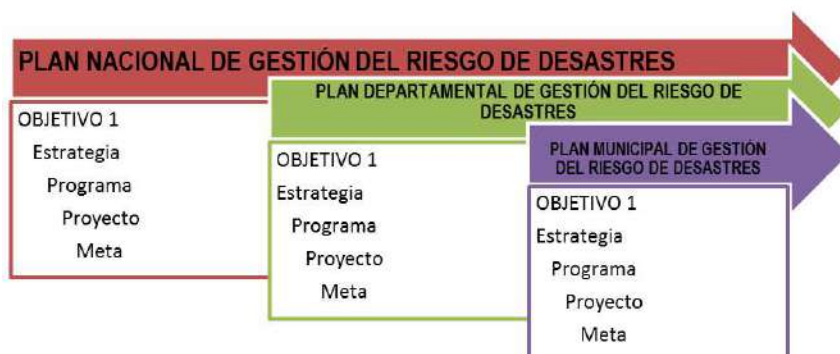 PLAN NACIONAL DE GESTIÓN DEL RIESGO DE DESASTRES
OBJETIVO 1
Estrategia
Programa
Proyecto
Meta
PLAN DEPARTAMENTAL DE GESTIÓN DEL RIESGO DE
DESASTRES
OBJETIVO 1
Estrategia
Programa
Proyecto
Meta
PLAN MUNICIPAL DE GESTIÓN
DEL RIESGO DE DESASTRES
OBJETIVO 1
Estrategia
Programa
Proyecto
Meta